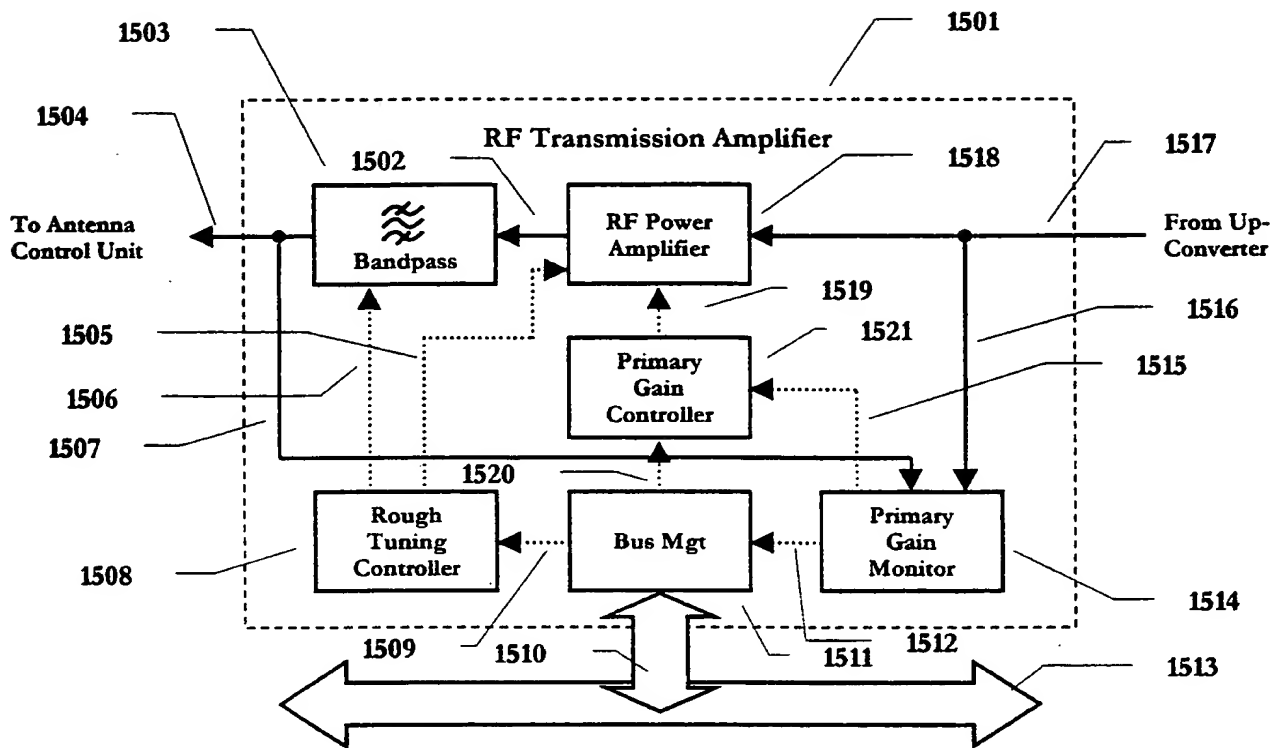 1501
1503
1504
RF Transmission Amplifier
1502
1518
1517
To Antenna
Control Unit
Bandpass
RF Power
Amplifier
From Up-
Converter
1519
1516
1505
1521
1515
Primary
Gain
Controller
1506
1507
1520
Rough
Tuning
Controller
Bus Mgt
Primary
Gain
Monitor
1508
1514
1509
1510
1511
1512
1513